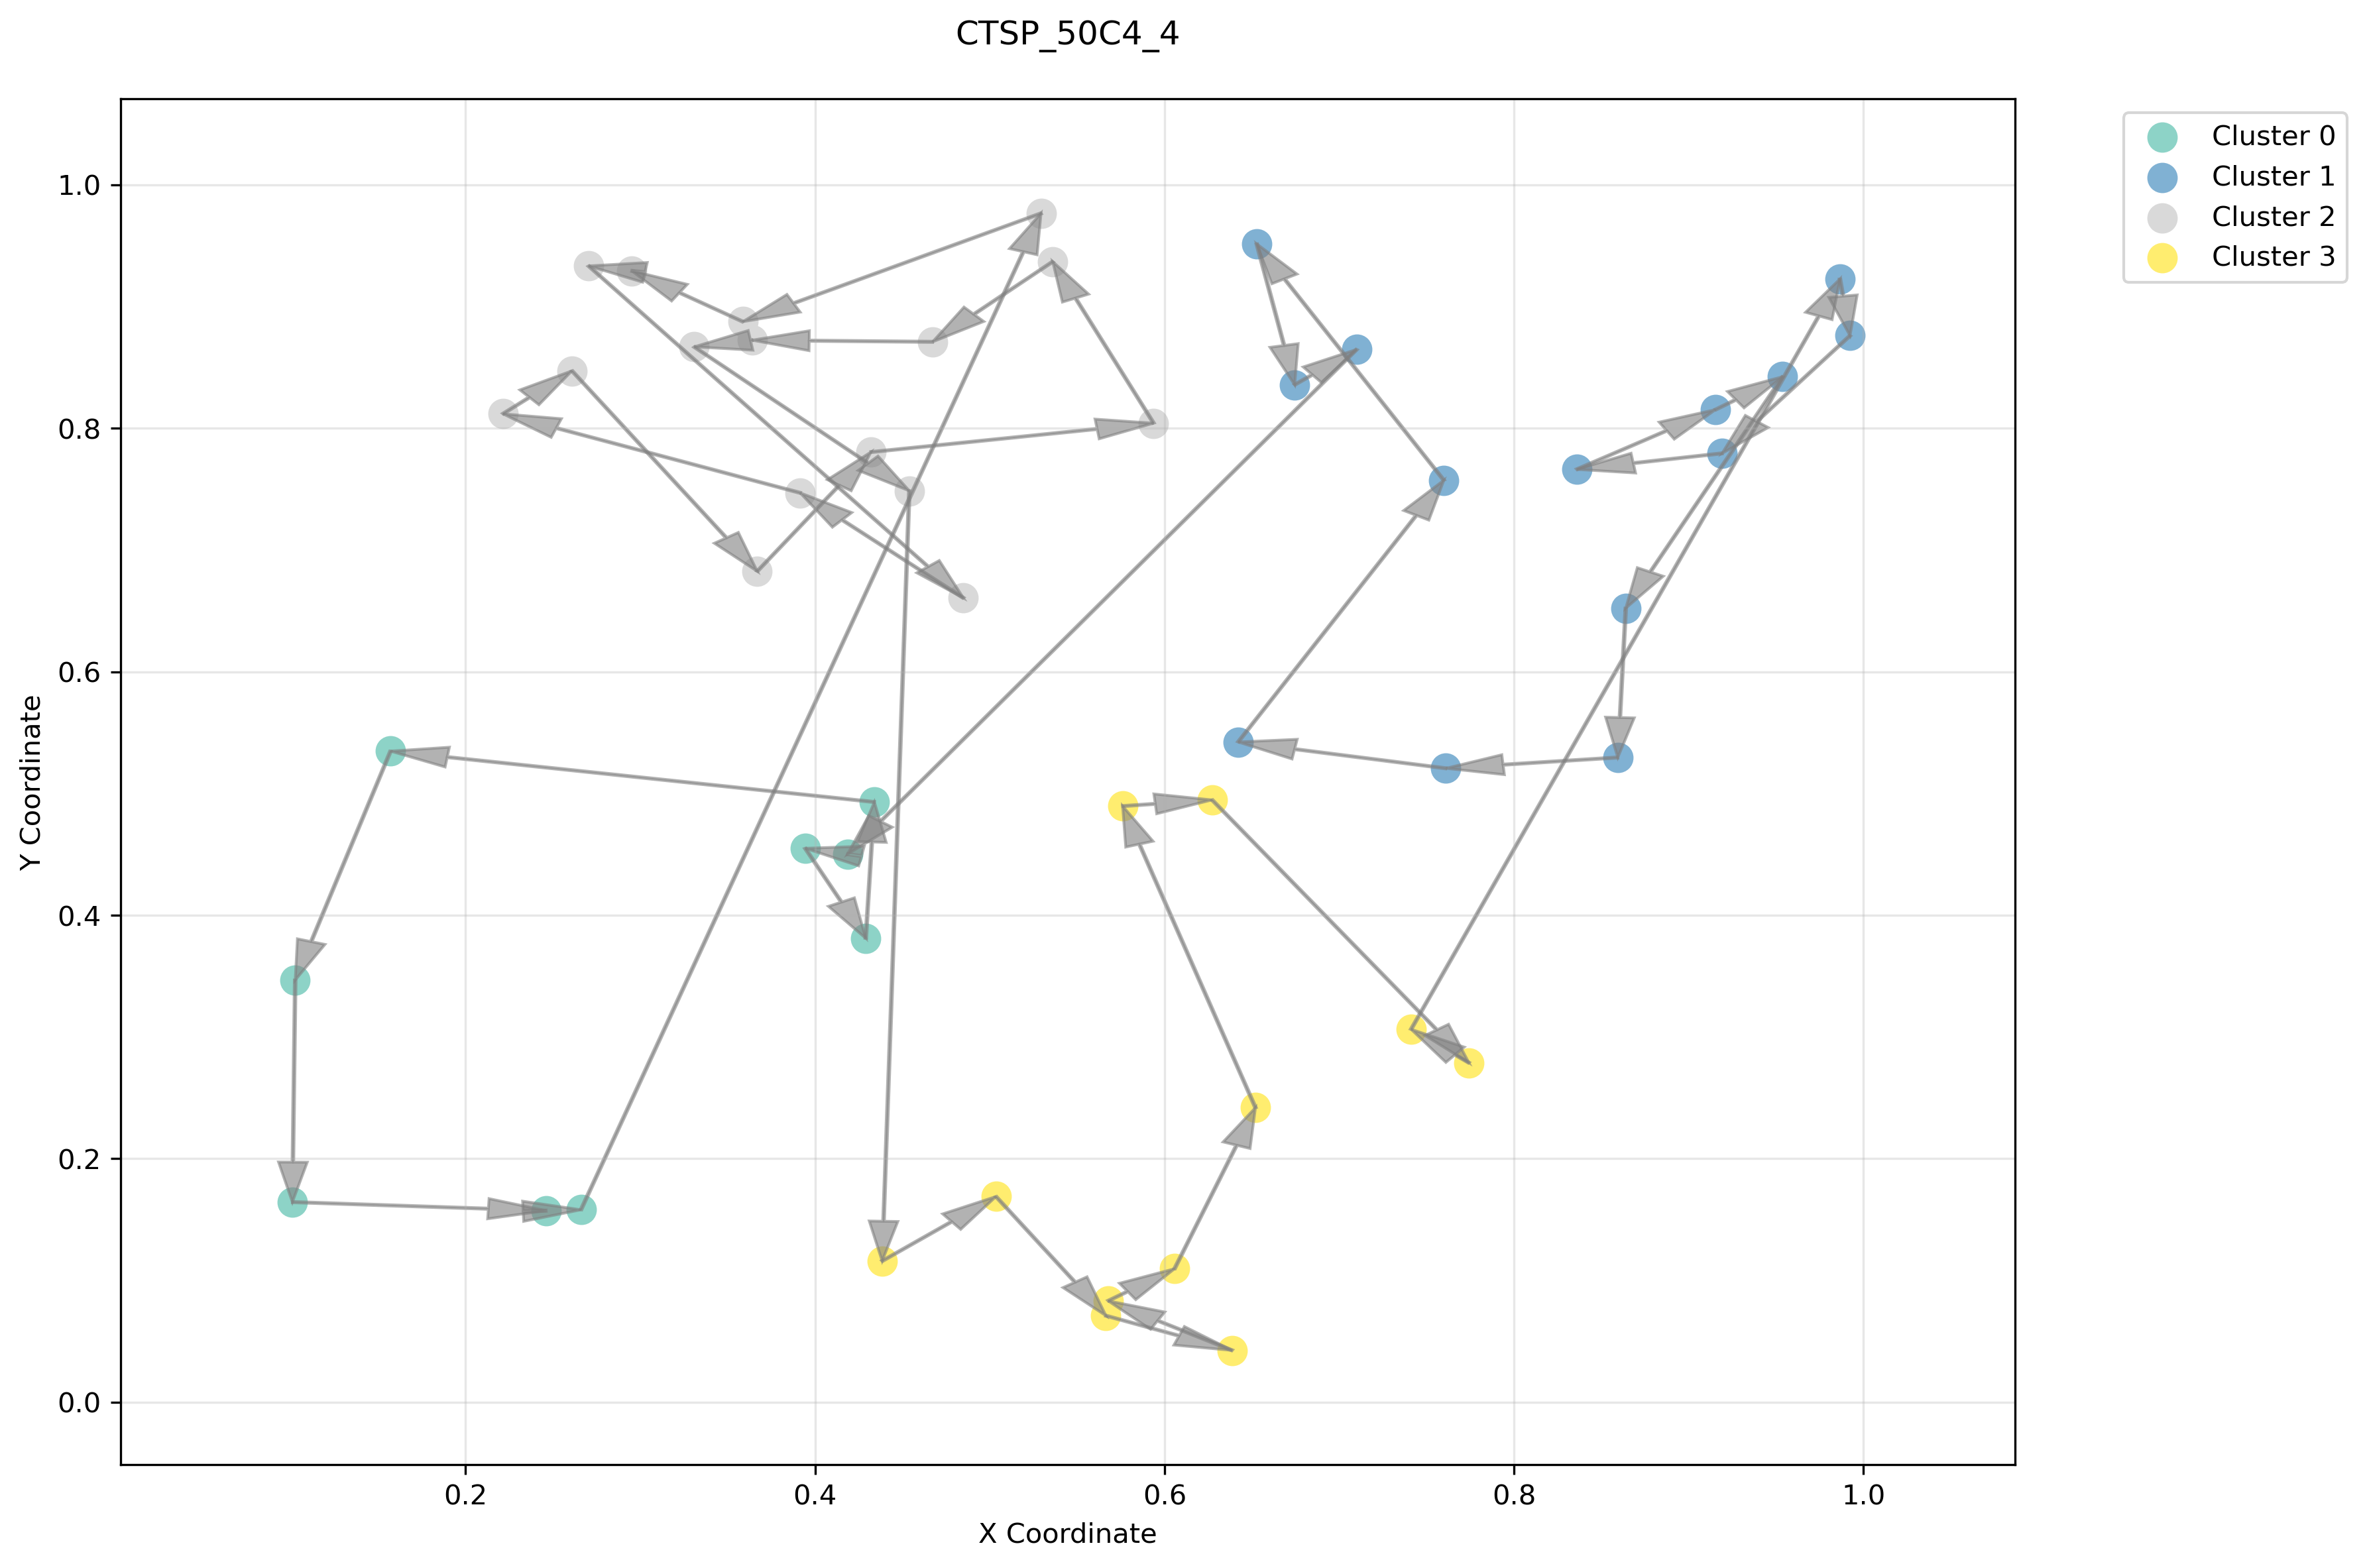 CTSP_50C4_4
Cluster 0
Cluster 1
Cluster 2
Cluster 3
1.0
0.8
0.6
0.4
0.2
0.0
Y Coordinate
0.2 0.4 0.6 0.8 1.0
X Coordinate